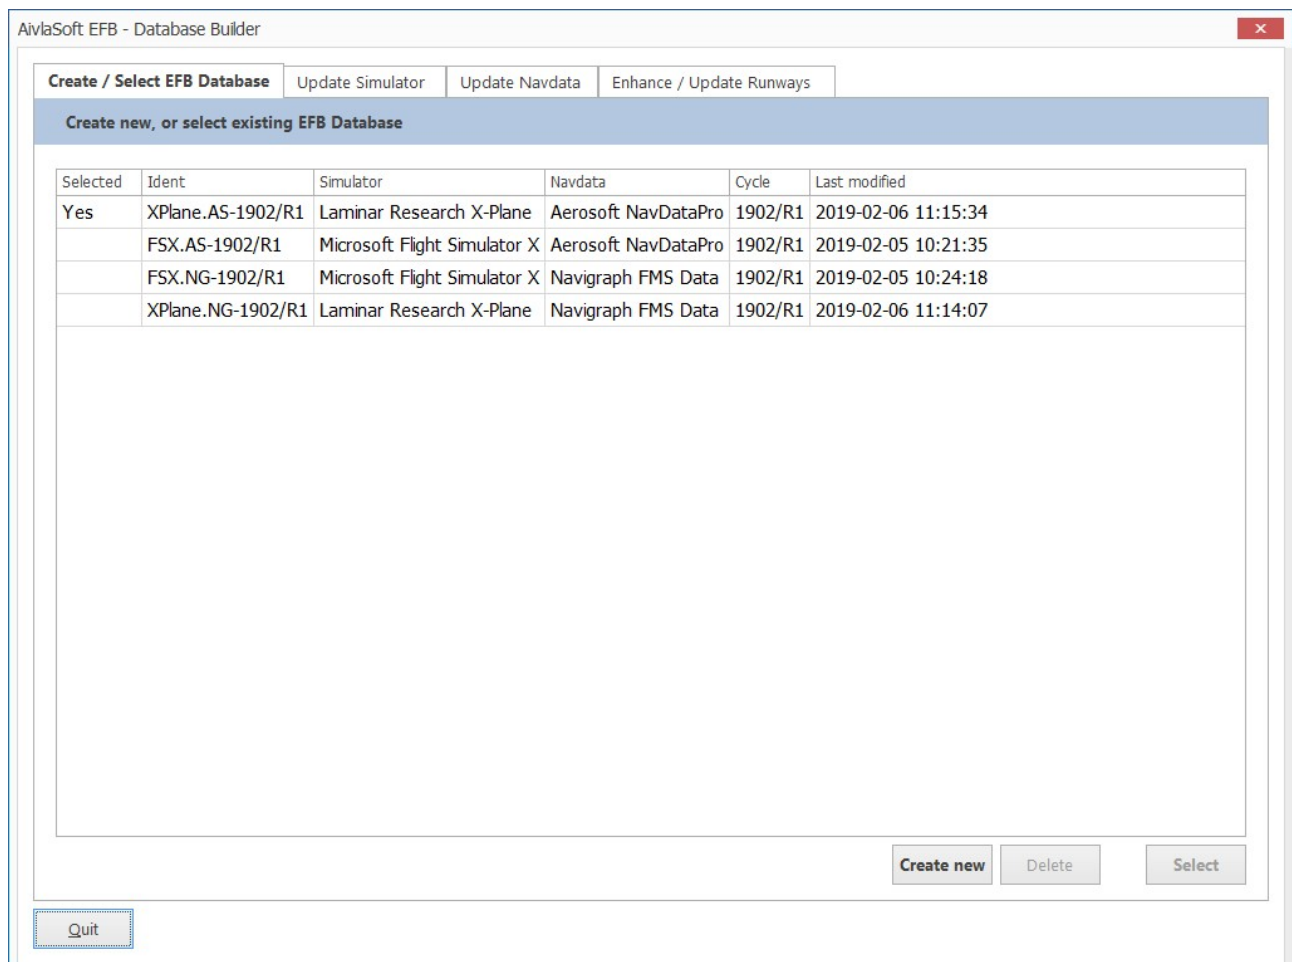 AivlaSoft EFB - Database Builder
Create / Select EFB Database Update Simulator Update Navdata Enhance / Update Runways
Create new, or select existing EFB Database
Selected Ident Simulator Navdata Cycle Last modified
Yes XPlane.AS-1902/R1 Laminar Research X-Plane Aerosoft NavDataPro 1902/R1 2019-02-06 11:15:34
FSX.AS-1902/R1 Microsoft Flight Simulator X Aerosoft NavDataPro 1902/R1 2019-02-05 10:21:35
FSX.NG-1902/R1 Microsoft Flight Simulator X Navigraph FMS Data 1902/R1 2019-02-05 10:24:18
XPlane.NG-1902/R1 Laminar Research X-Plane Navigraph FMS Data 1902/R1 2019-02-06 11:14:07
Create new Delete Select
Quit